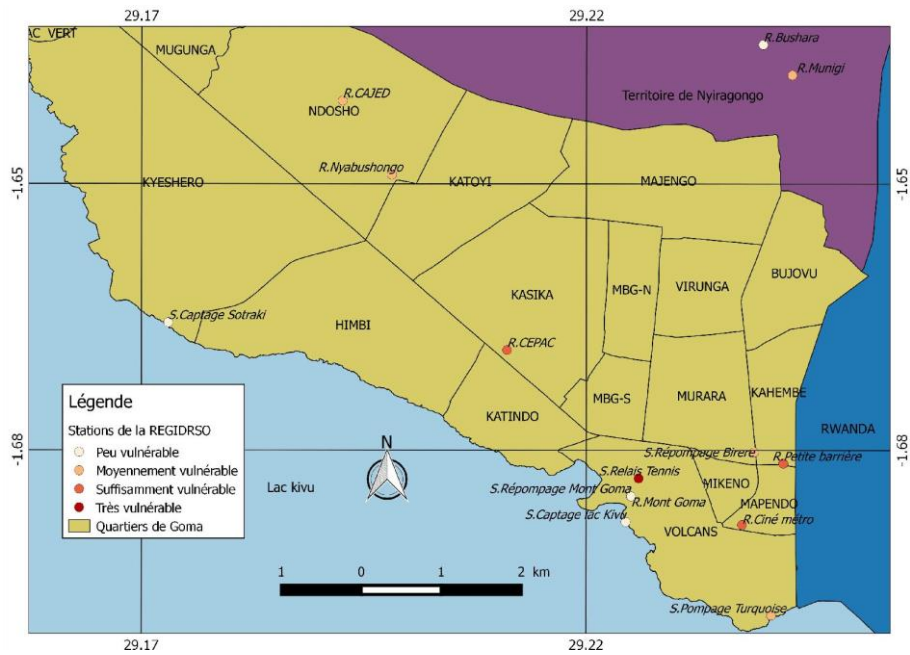 29.17
29.22
AC VERT
MUGUNGA
R.Bushara
R.Munigi
Territoire de Nyiragongo
R.CAJED
NDOSHO
R.Nyabushongo
KYESHERO
KATOYI
MAJENGO
-1.65
-1.65
BUJOVU
KASIKA
MBG-N
VIRUNGA
S.Captage Sotraki
HIMBI
R.CEPAC
MBG-S
MURARA
KAHEMBE
KATINDO
RWANDA
Légende
Stations de la REGIDRSO
Peu vulnérable
Moyennement vulnérable
Suffisamment vulnérable
Très vulnérable
Quartiers de Goma
-1.68
-1.68
N
Lac kivu
S.Répompage Birere
R.Petite barrière
S.Relais Tennis
MIKENO
S.Répompage Mont Goma
R.Mont Goma
MAPENDO
S.Captage lac Kivu
VOLCANS
R.Ciné métro
S.Pompage Turquoise
1 0 1 2 km
29.17
29.22